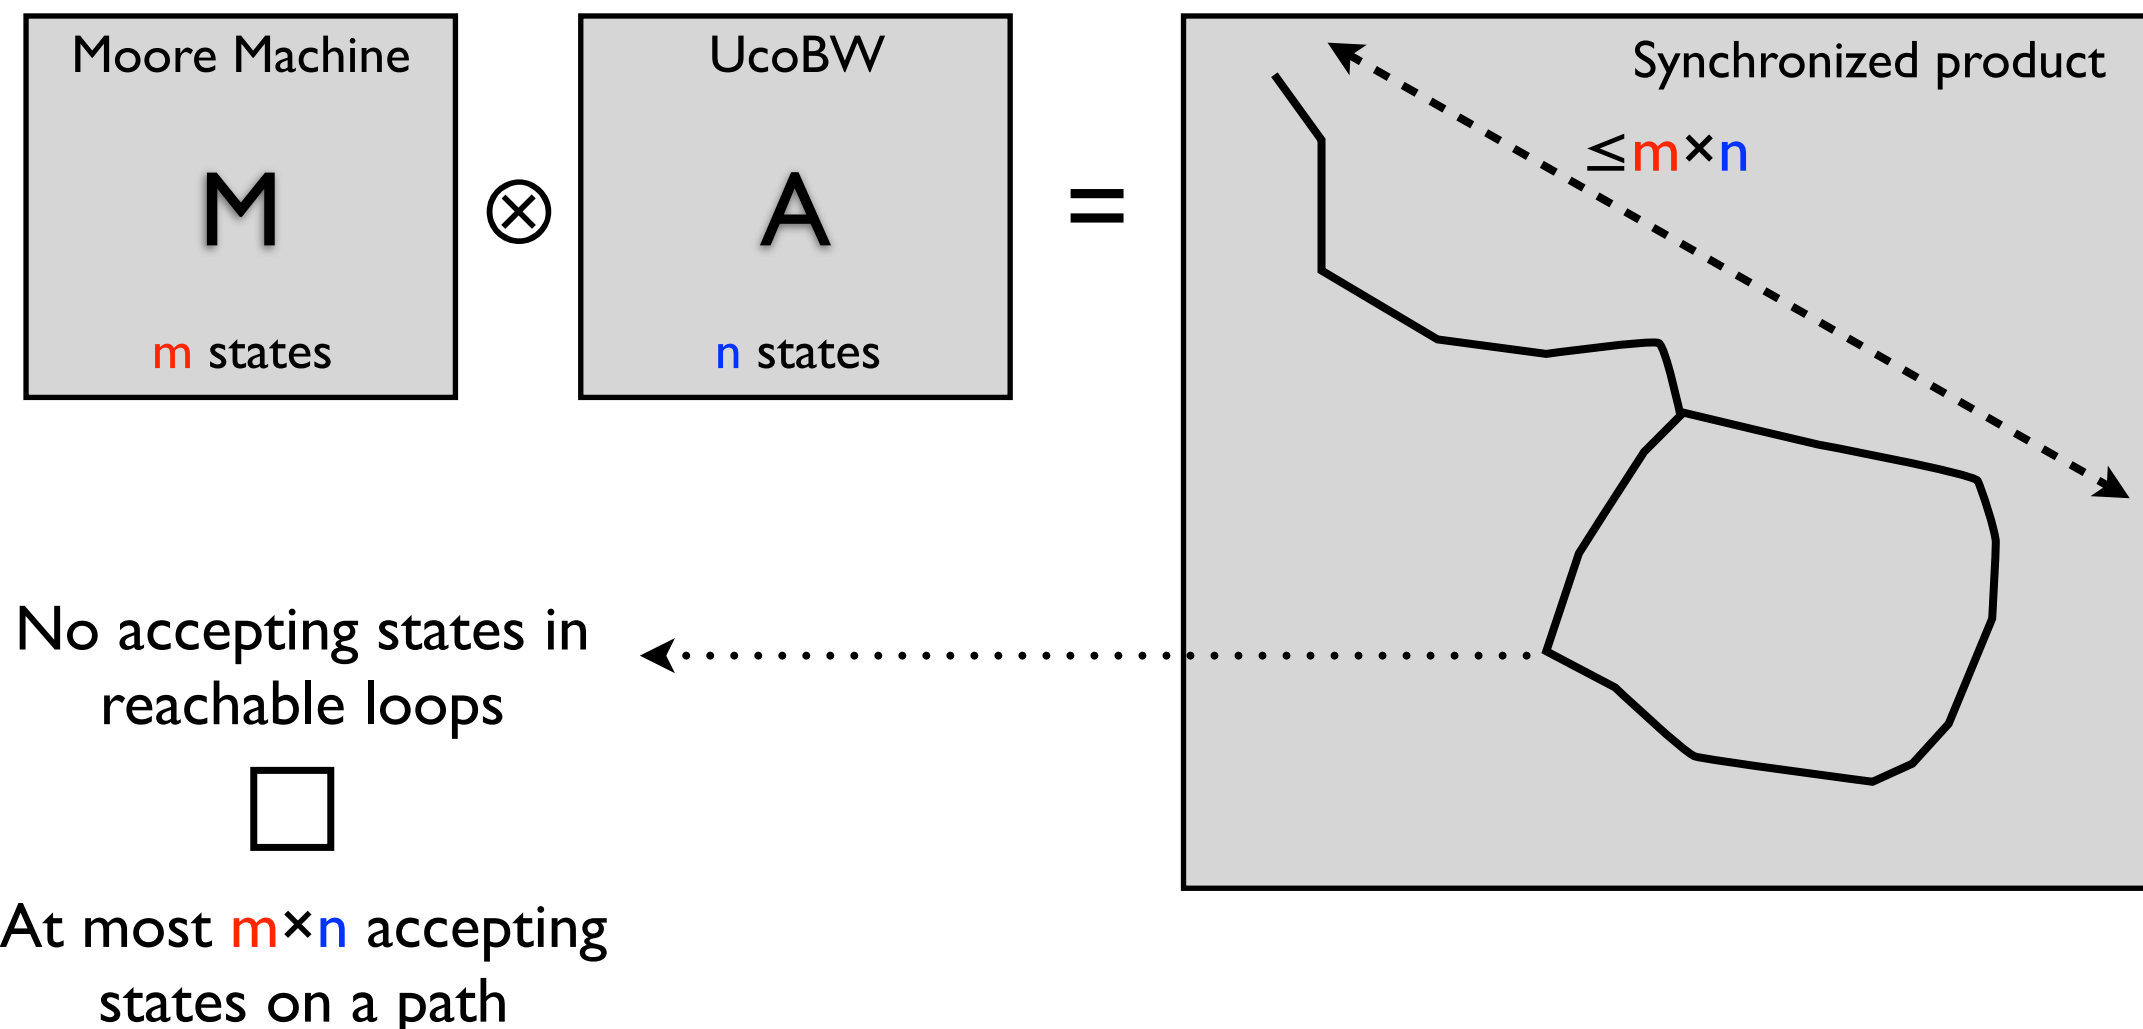 Moore Machine
M
m states
⊗
UcoBW
A
n states
=
Synchronized product
≤m×n
No accepting states in
reachable loops
At most m×n accepting
states on a path